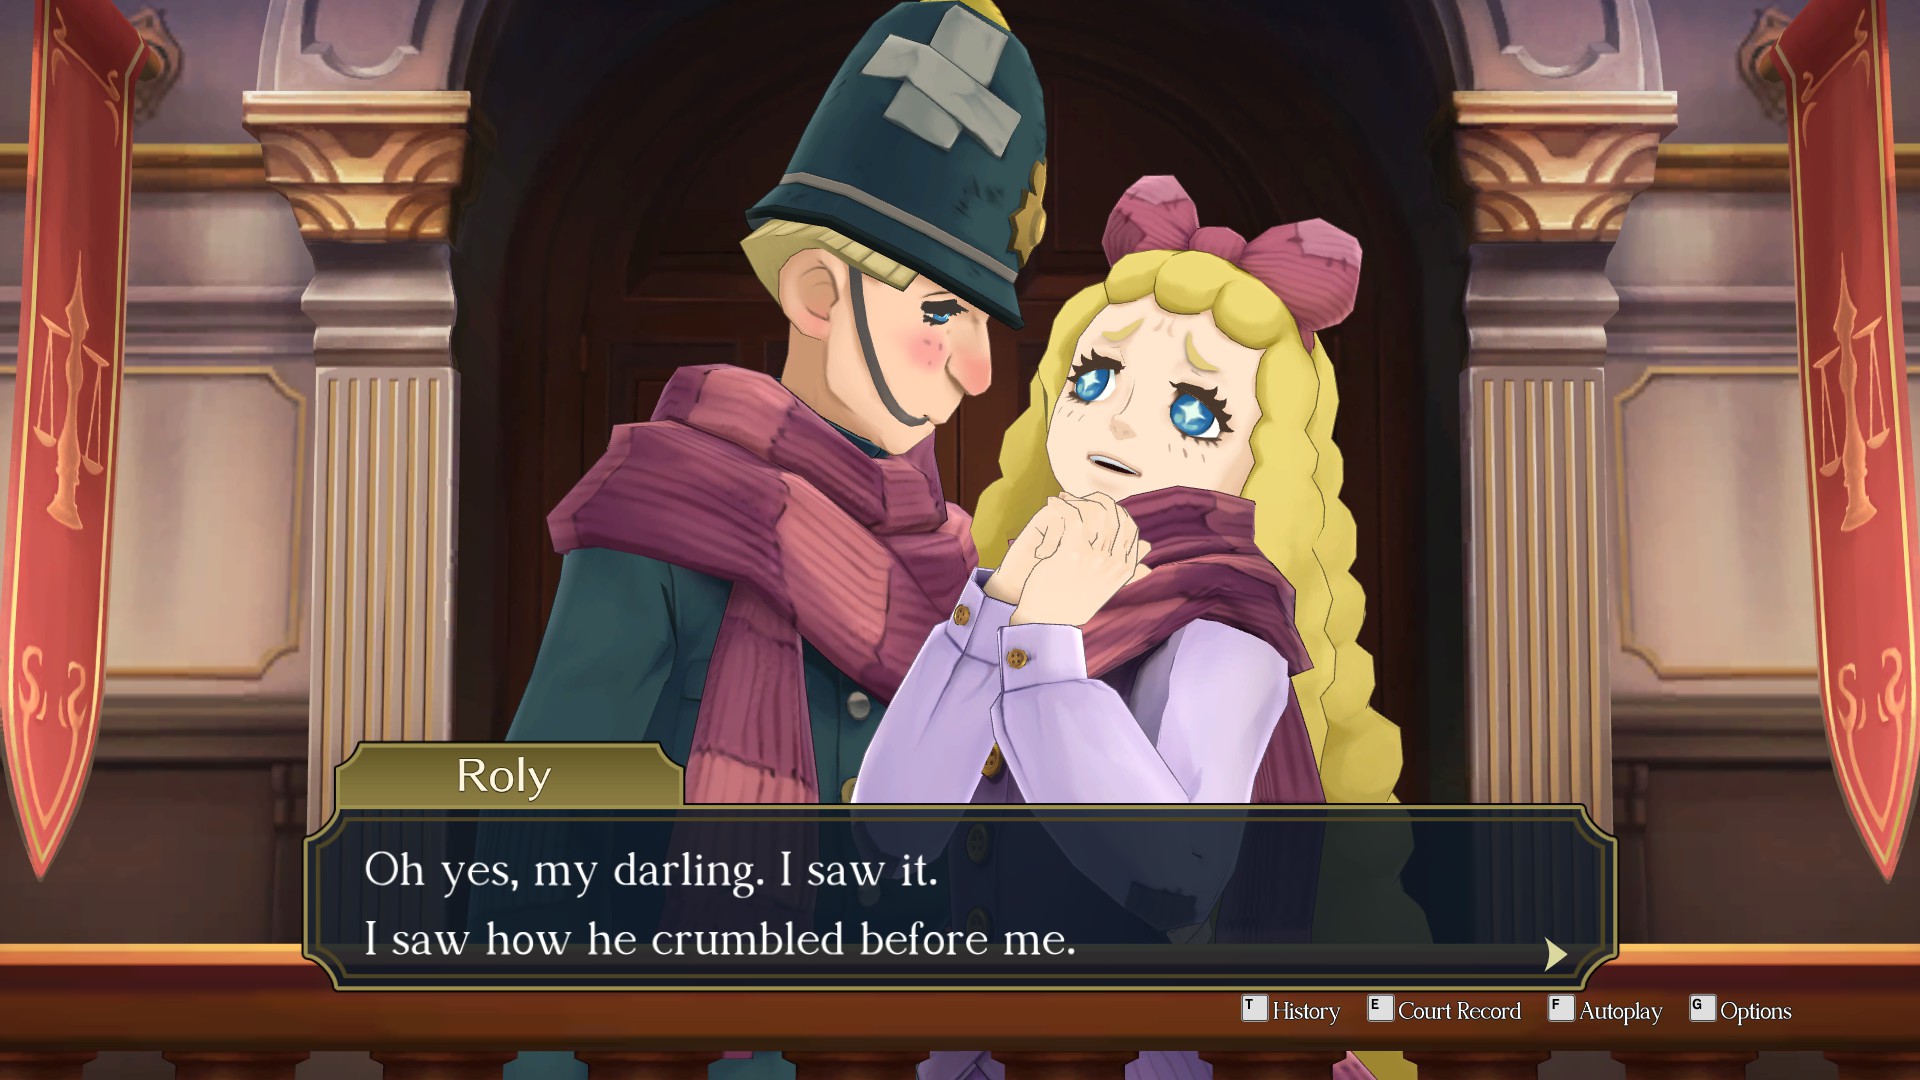 Roly
Oh yes, my darling. I saw it.
I saw how he crumbled before me.
T History E Court Record F Autoplay G Options